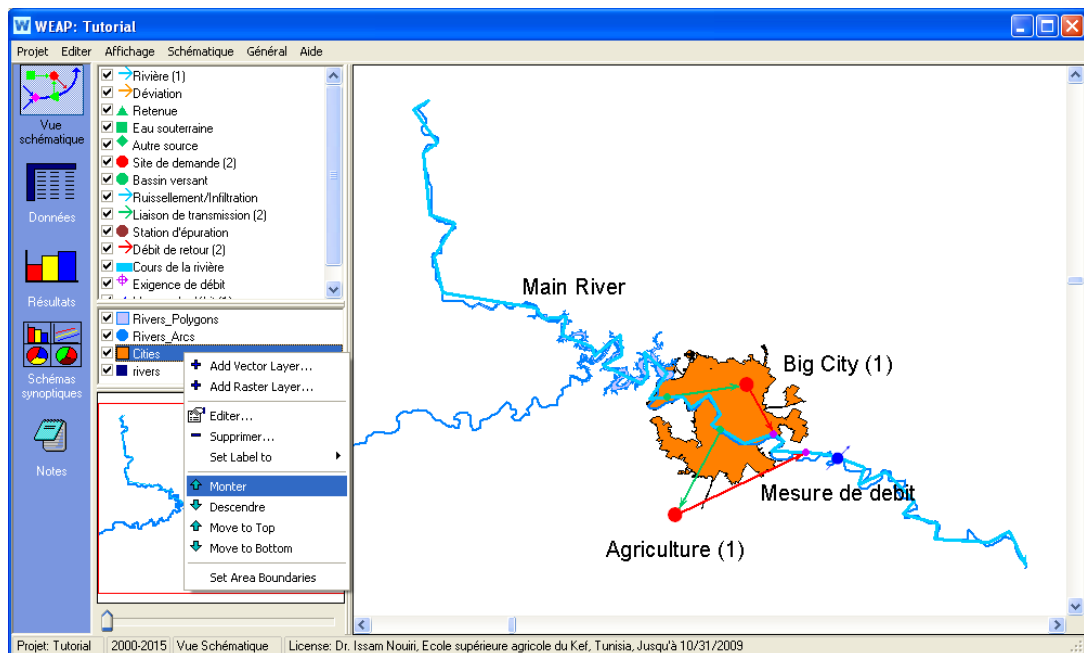 WEAP: Tutorial
Projet Editer Affichage Schématique Général Aide
Vue schématique
Données
Résultats
Schémas synoptiques
Notes
Rivière (1)
Déviation
Retenue
Eau souterraine
Autre source
Site de demande (2)
Bassin versant
Ruissellement/Infiltration
Liaison de transmission (2)
Station d'épuration
Débit de retour (2)
Cours de la rivière
Exigence de débit
Rivers_Polygons
Rivers_Arcs
Cities
rivers
Add Vector Layer...
Add Raster Layer...
Editer...
Supprimer...
Set Label to
Monter
Descendre
Move to Top
Move to Bottom
Set Area Boundaries
Main River
Big City (1)
Mesure de debit
Agriculture (1)
Projet: Tutorial 2000-2015 Vue Schématique License: Dr. Issam Nouiri, Ecole supérieure agricole du Kef, Tunisia, Jusqu'à 10/31/2009